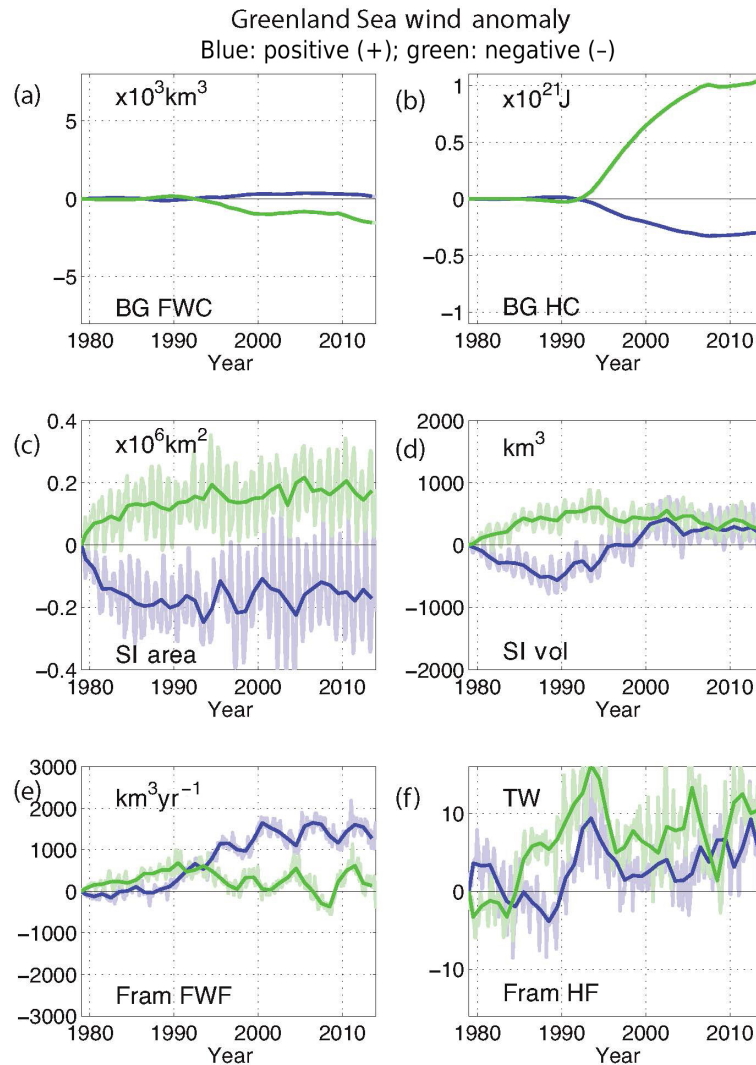 Greenland Sea wind anomaly
Blue: positive (+); green: negative (-)
(a)
x10³km³
5
0
−5
BG FWC
1980 1990 2000 2010
Year
(b)
x10²¹J
1
0.5
0
−0.5
−1
BG HC
1980 1990 2000 2010
Year
(c)
x10⁶km²
0.4
0.2
0
−0.2
−0.4
SI area
1980 1990 2000 2010
Year
(d)
km³
2000
1000
0
−1000
−2000
SI vol
1980 1990 2000 2010
Year
(e)
km³yr⁻¹
3000
2000
1000
0
−1000
−2000
−3000
Fram FWF
1980 1990 2000 2010
Year
(f)
TW
10
0
−10
Fram HF
1980 1990 2000 2010
Year